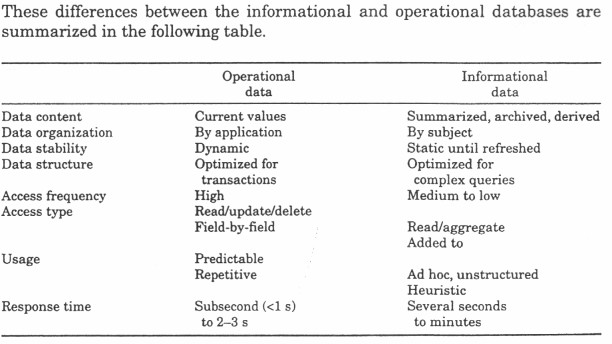 These differences between the informational and operational databases are
summarized in the following table.
Operational Informational
data data
Data content Current values Summarized, archived, derived
Data organization By application By subject
Data stability Dynamic Static until refreshed
Data structure Optimized for Optimized for
transactions complex queries
Access frequency High Medium to low
Access type Read/update/delete
Field-by-field Read/aggregate
Added to
Usage Predictable
Repetitive Ad hoc, unstructured
Heuristic
Response time Subsecond (<1 s) Several seconds
to 2–3 s to minutes